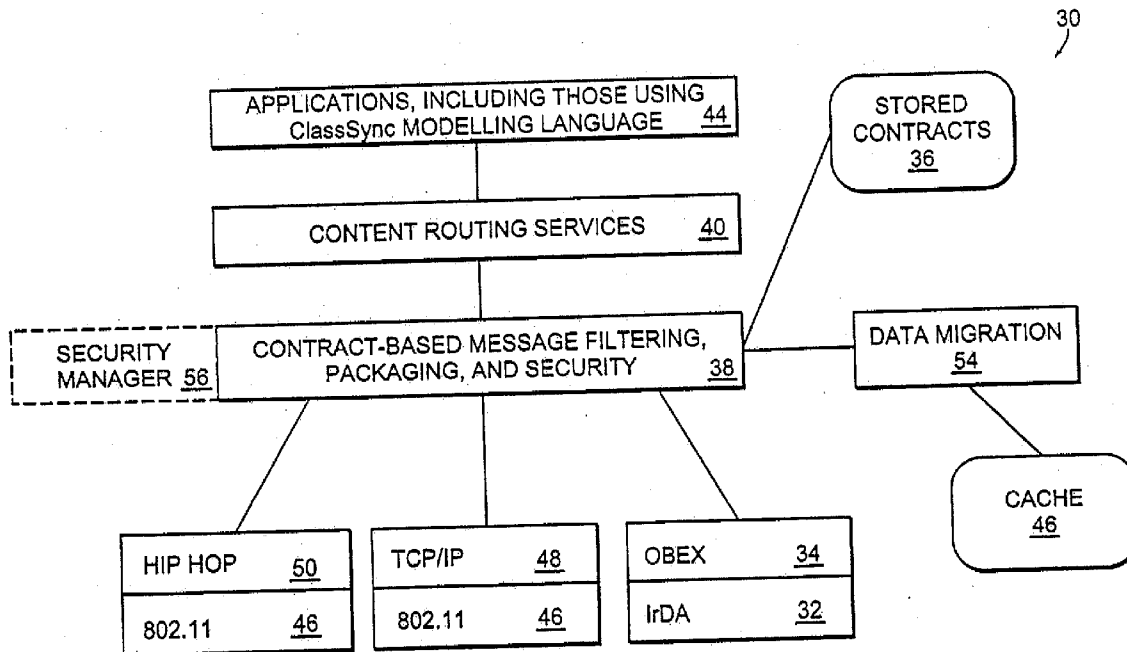 30
APPLICATIONS, INCLUDING THOSE USING
ClassSync MODELLING LANGUAGE 44
STORED
CONTRACTS
36
CONTENT ROUTING SERVICES 40
SECURITY
MANAGER 56
CONTRACT-BASED MESSAGE FILTERING,
PACKAGING, AND SECURITY 38
DATA MIGRATION
54
CACHE
46
HIP HOP 50
802.11 46
TCP/IP 48
802.11 46
OBEX 34
IrDA 32